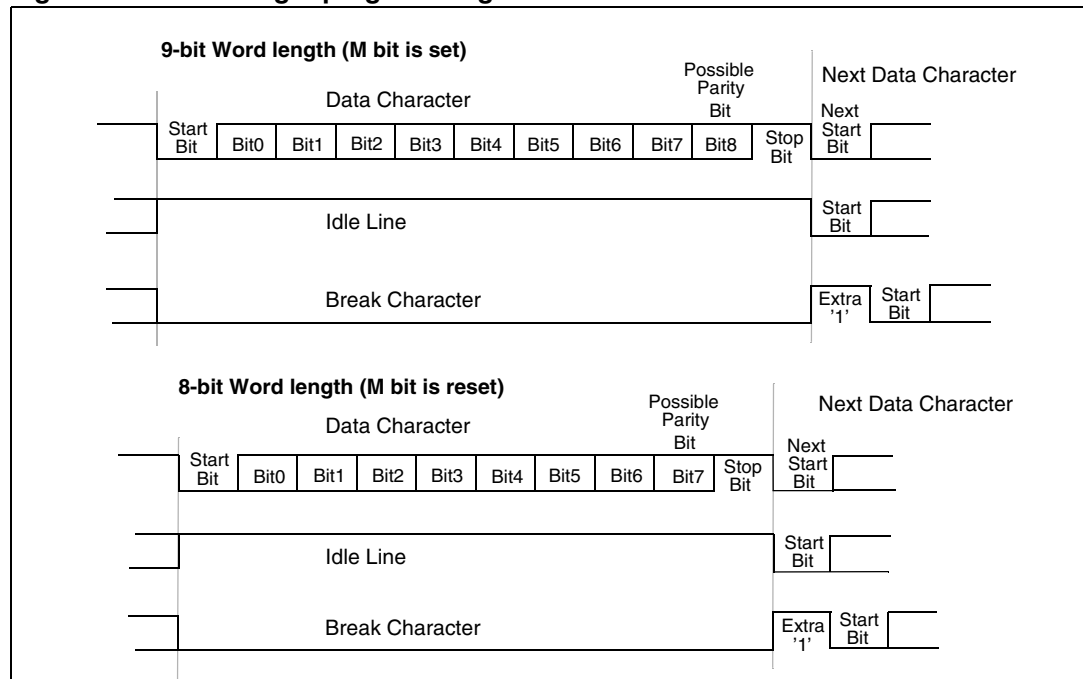 9-bit Word length (M bit is set)
Possible
Parity
Bit
Next Data Character
Data Character
Start
Bit
Bit0
Bit1
Bit2
Bit3
Bit4
Bit5
Bit6
Bit7
Bit8
Stop
Bit
Next
Start
Bit
Idle Line
Start
Bit
Break Character
Extra
'1'
Start
Bit
8-bit Word length (M bit is reset)
Possible
Parity
Bit
Next Data Character
Data Character
Start
Bit
Bit0
Bit1
Bit2
Bit3
Bit4
Bit5
Bit6
Bit7
Stop
Bit
Next
Start
Bit
Idle Line
Start
Bit
Break Character
Extra
'1'
Start
Bit